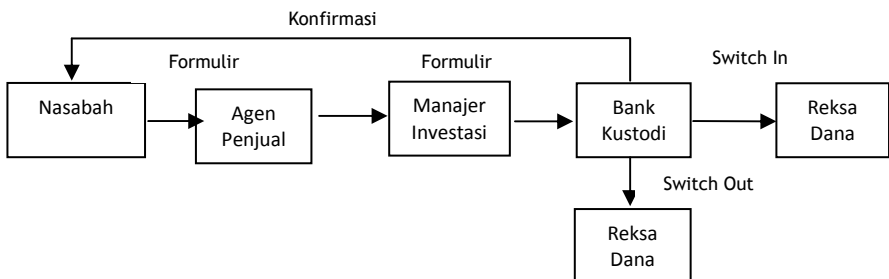 Konfirmasi
Formulir
Formulir
Switch In
Nasabah
Agen
Penjual
Manajer
Investasi
Bank
Kustodi
Reksa
Dana
Switch Out
Reksa
Dana